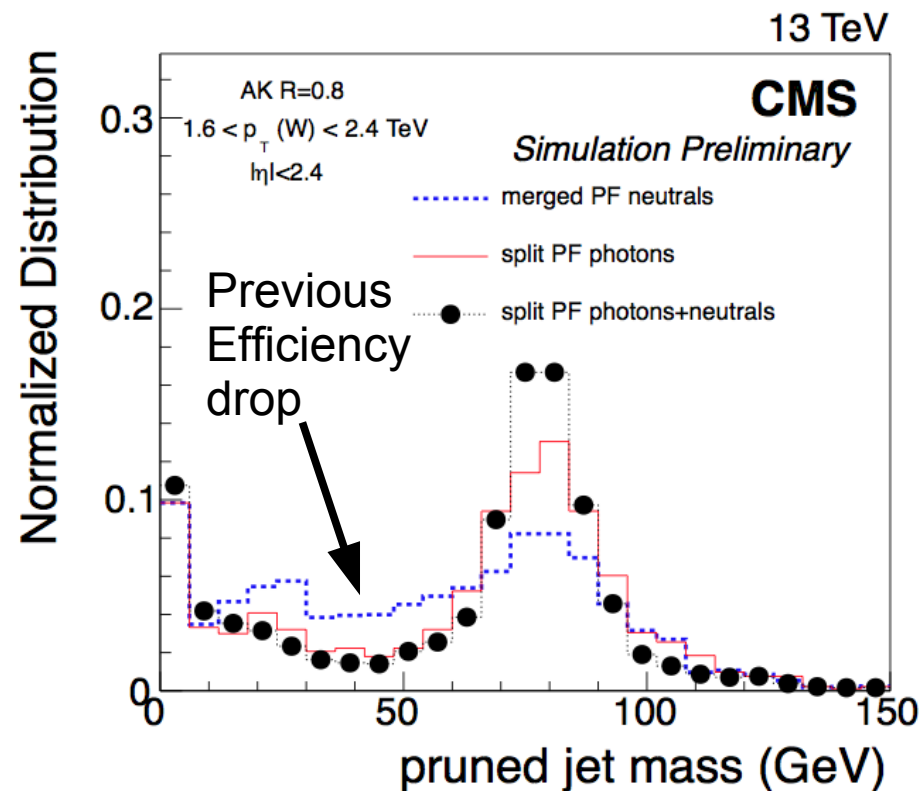 13 TeV
CMS
Simulation Preliminary
AK R=0.8
1.6 < p_T (W) < 2.4 TeV
|η|<2.4
merged PF neutrals
split PF photons
split PF photons+neutrals
Previous
Efficiency
drop
Normalized Distribution
0.3
0.2
0.1
0
0 50 100 150
pruned jet mass (GeV)